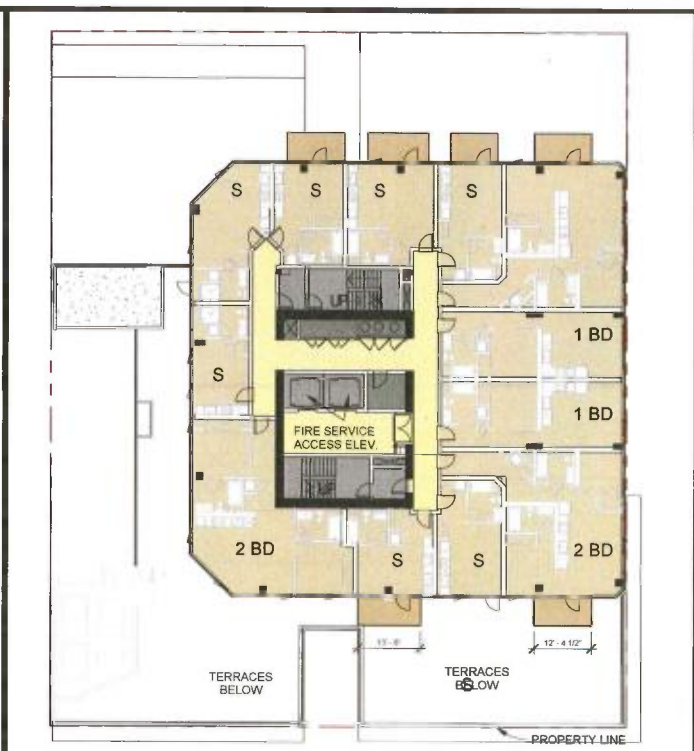 S
S
S
S
UP
1 BD
S
1 BD
FIRE SERVICE
ACCESS ELEV.
UP
2 BD
S
S
2 BD
12' - 4 1/2"
TERRACES
BELOW
TERRACES
BELOW
S
PROPERTY LINE